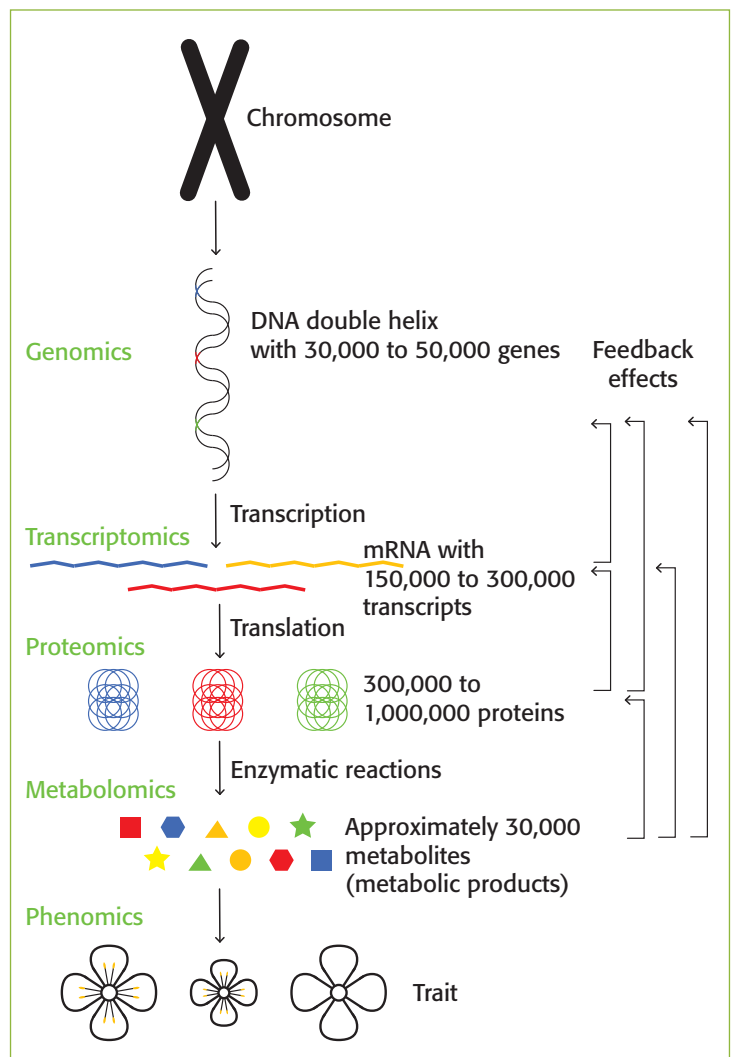 Chromosome
DNA double helix
with 30,000 to 50,000 genes
Genomics
Feedback
effects
Transcription
Transcriptomics
mRNA with
150,000 to 300,000
transcripts
Translation
Proteomics
300,000 to
1,000,000 proteins
Enzymatic reactions
Metabolomics
Approximately 30,000
metabolites
(metabolic products)
Phenomics
Trait